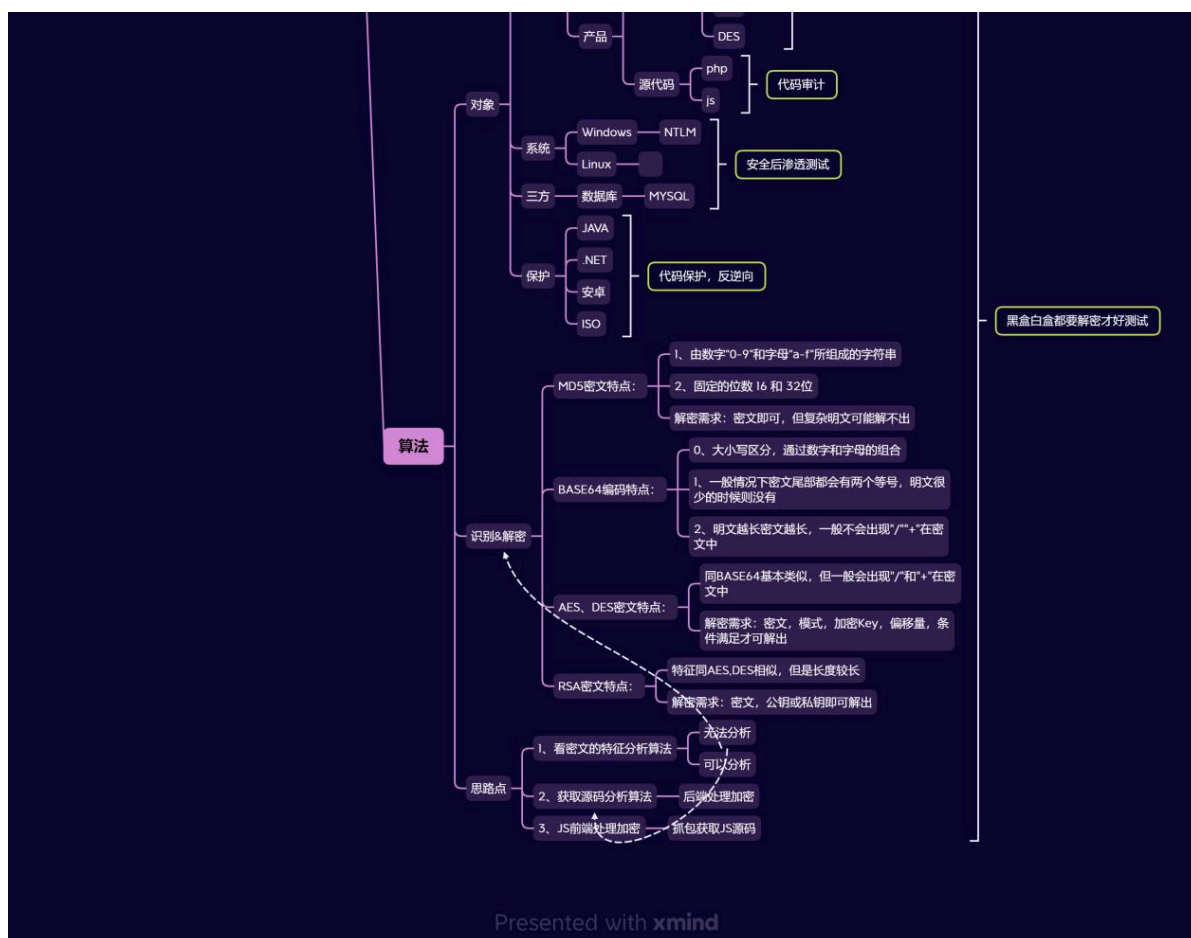 产品
DES
源代码
php
js
代码审计
对象
系统
Windows
NTLM
Linux
安全后渗透测试
三方
数据库
MYSQL
保护
JAVA
.NET
安卓
ISO
代码保护，反逆向
黑盒白盒都要解密才好测试
算法
识别&解密
MD5密文特点：
1、由数字"0-9"和字母"a-f"所组成的字符串
2、固定的位数 16 和 32位
解密需求：密文即可，但复杂明文可能解不出
BASE64编码特点：
0、大小写区分，通过数字和字母的组合
1、一般情况下密文尾部都会有两个等号，明文很
少的时候则没有
2、明文越长密文越长，一般不会出现"/""+"在密
文中
AES、DES密文特点：
同BASE64基本类似，但一般会出现"/"和"+"在密
文中
解密需求：密文，模式，加密Key，偏移量，条
件满足才可解出
RSA密文特点：
特征同AES,DES相似，但是长度较长
解密需求：密文，公钥或私钥即可解出
思路点
1、看密文的特征分析算法
无法分析
可以分析
2、获取源码分析算法
后端处理加密
3、JS前端处理加密
抓包获取JS源码
Presented with xmind